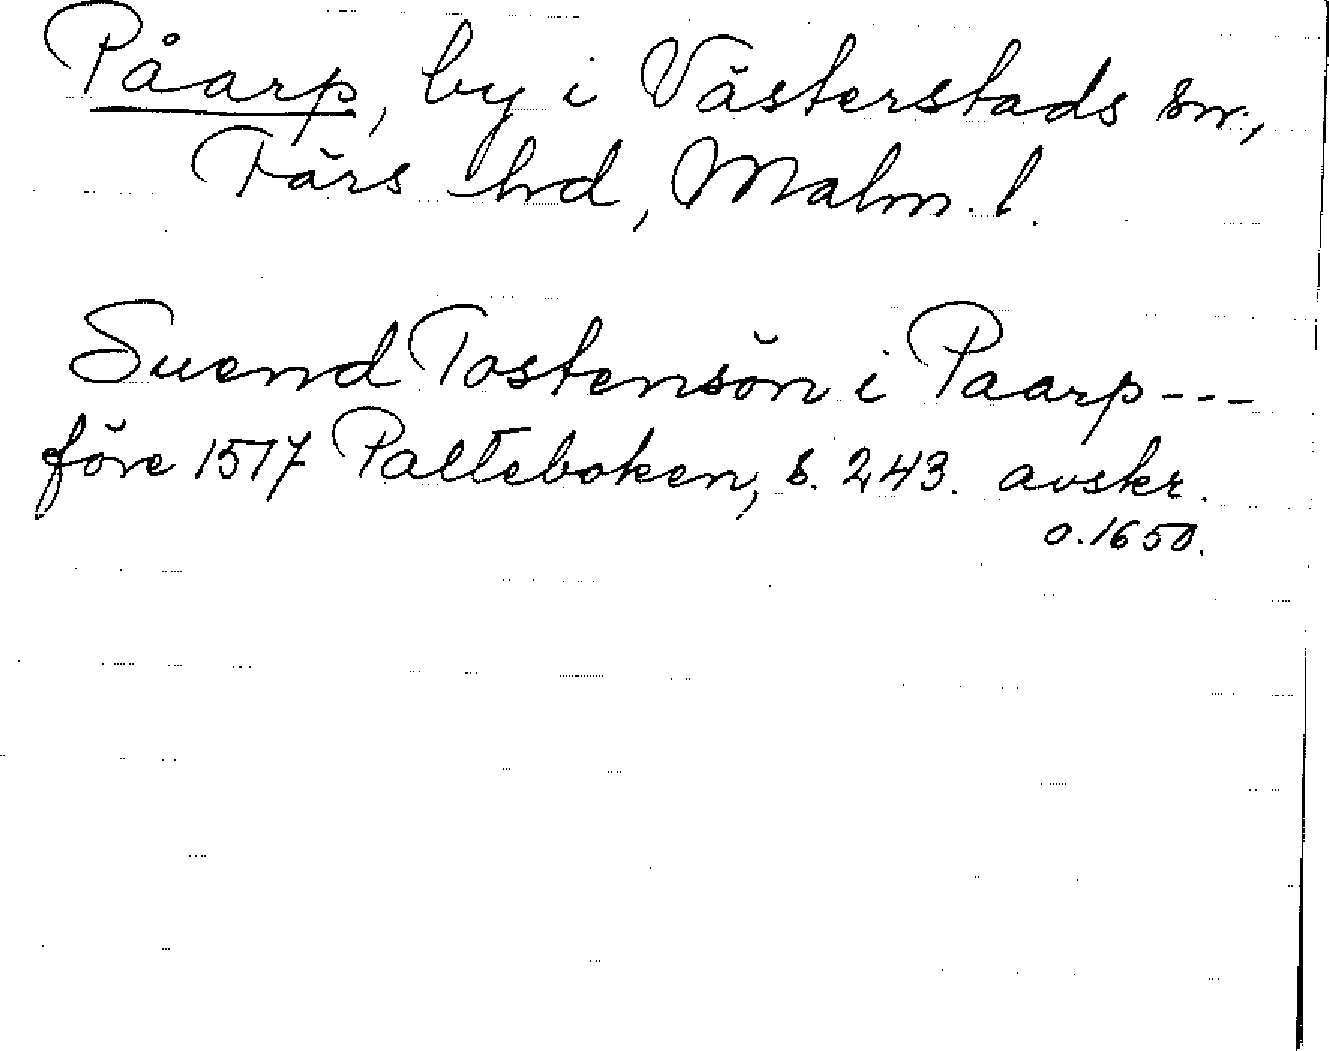 Påarp, by i Västerstads sn.,
Färs hd, Malm. l.
Suend Tostensön i Paarp---
före 1517 Palteboken, s. 243. avskr.
o. 1650.